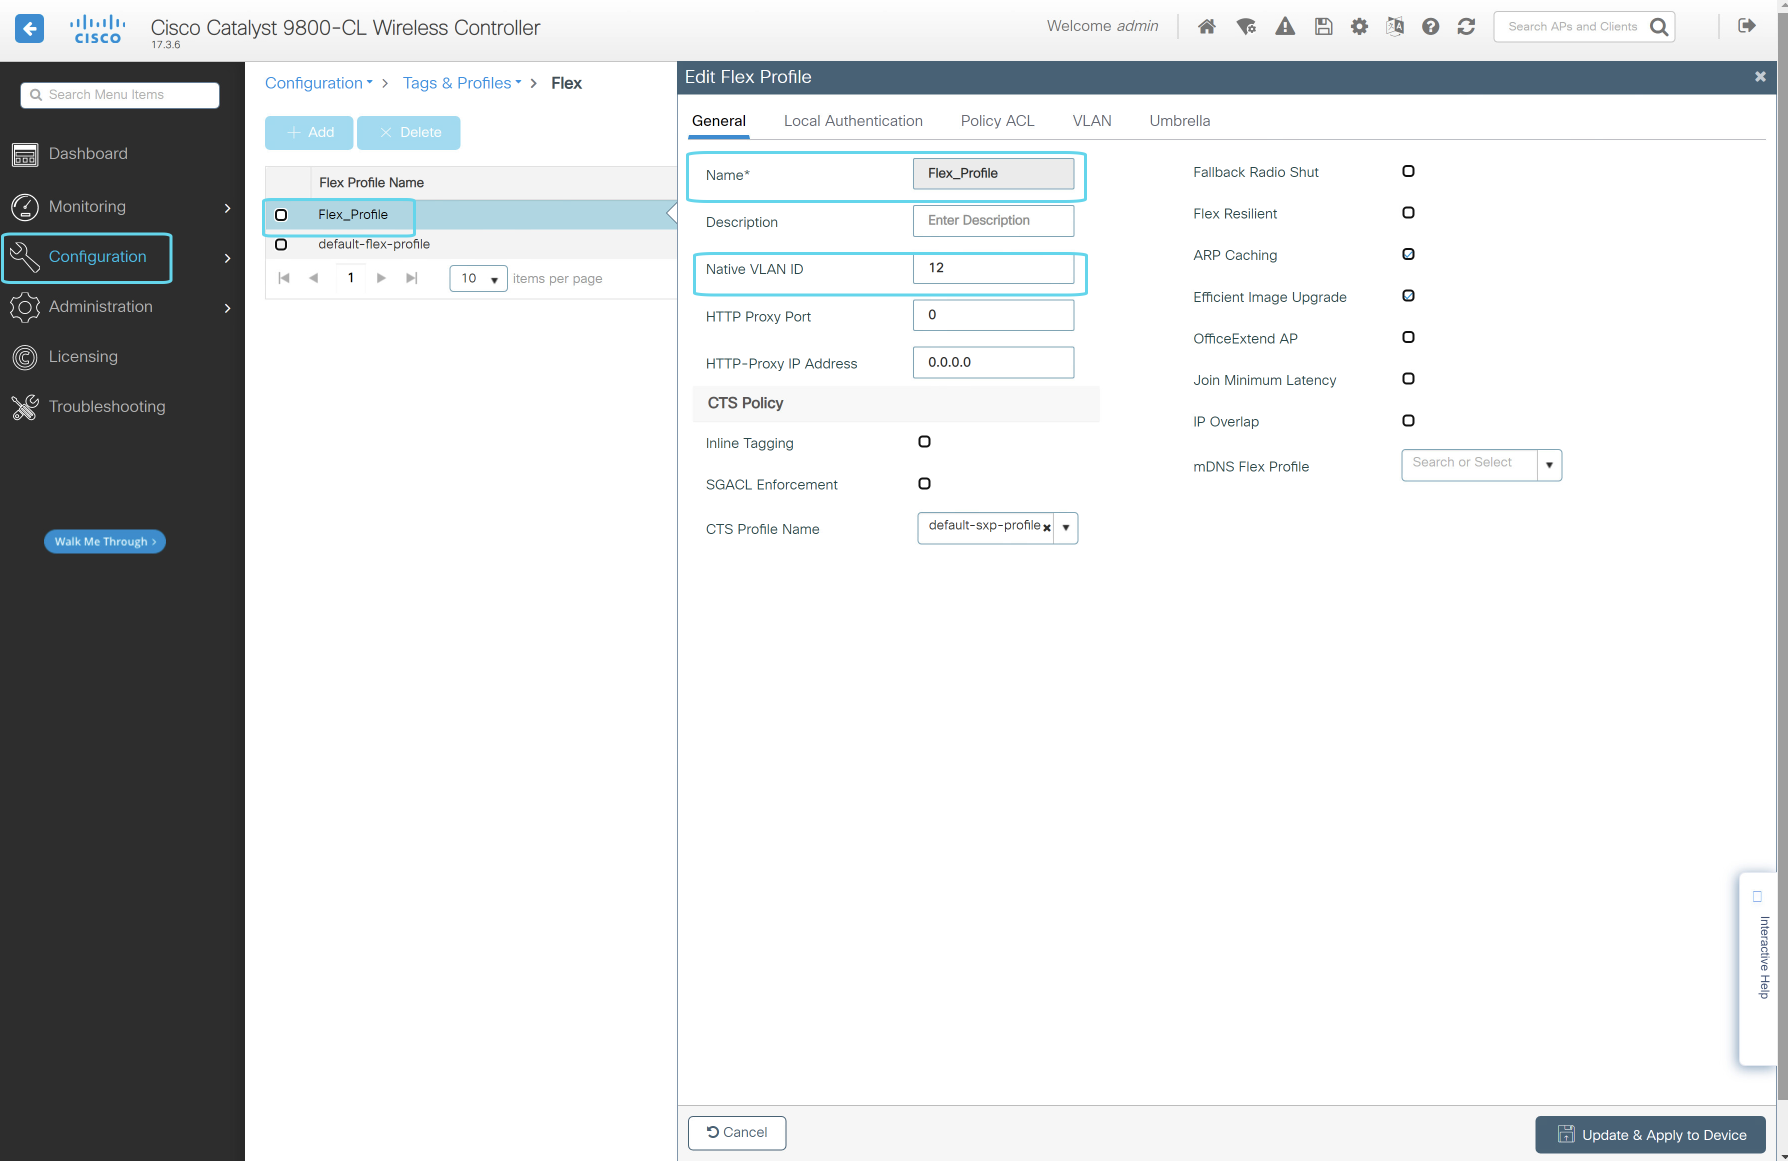 CISCO
Cisco Catalyst 9800-CL Wireless Controller
17.3.6
Welcome admin
Search APs and Clients
Search Menu Items
Dashboard
Monitoring
Configuration
Administration
Licensing
Troubleshooting
Walk Me Through >
Configuration > Tags & Profiles > Flex
+ Add
× Delete
Flex Profile Name
Flex_Profile
default-flex-profile
1
10
items per page
Edit Flex Profile
General
Local Authentication
Policy ACL
VLAN
Umbrella
Name*
Flex_Profile
Description
Enter Description
Native VLAN ID
12
HTTP Proxy Port
0
HTTP-Proxy IP Address
0.0.0.0
CTS Policy
Inline Tagging
SGACL Enforcement
CTS Profile Name
default-sxp-profile
Fallback Radio Shut
Flex Resilient
ARP Caching
Efficient Image Upgrade
OfficeExtend AP
Join Minimum Latency
IP Overlap
mDNS Flex Profile
Search or Select
Interactive Help
Cancel
Update & Apply to Device